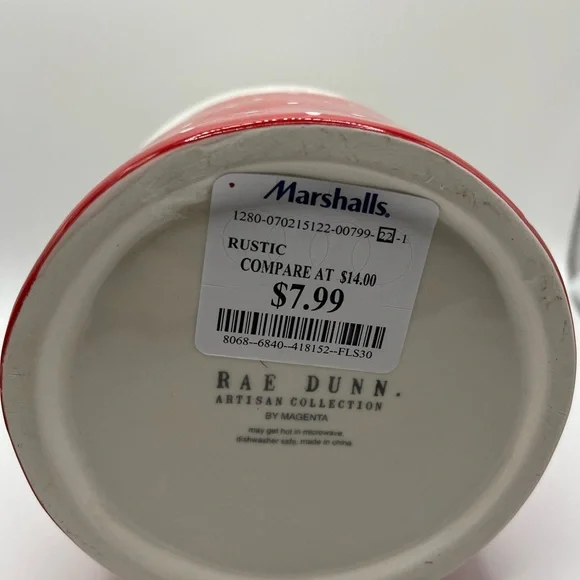 Marshalls.
1280-070215122-00799-22-1
RUSTIC
COMPARE AT $14.00
$7.99
8068--6840--418152--FLS30
RAE DUNN.
ARTISAN COLLECTION
BY MAGENTA
may get hot in microwave
dishwasher safe, made in china